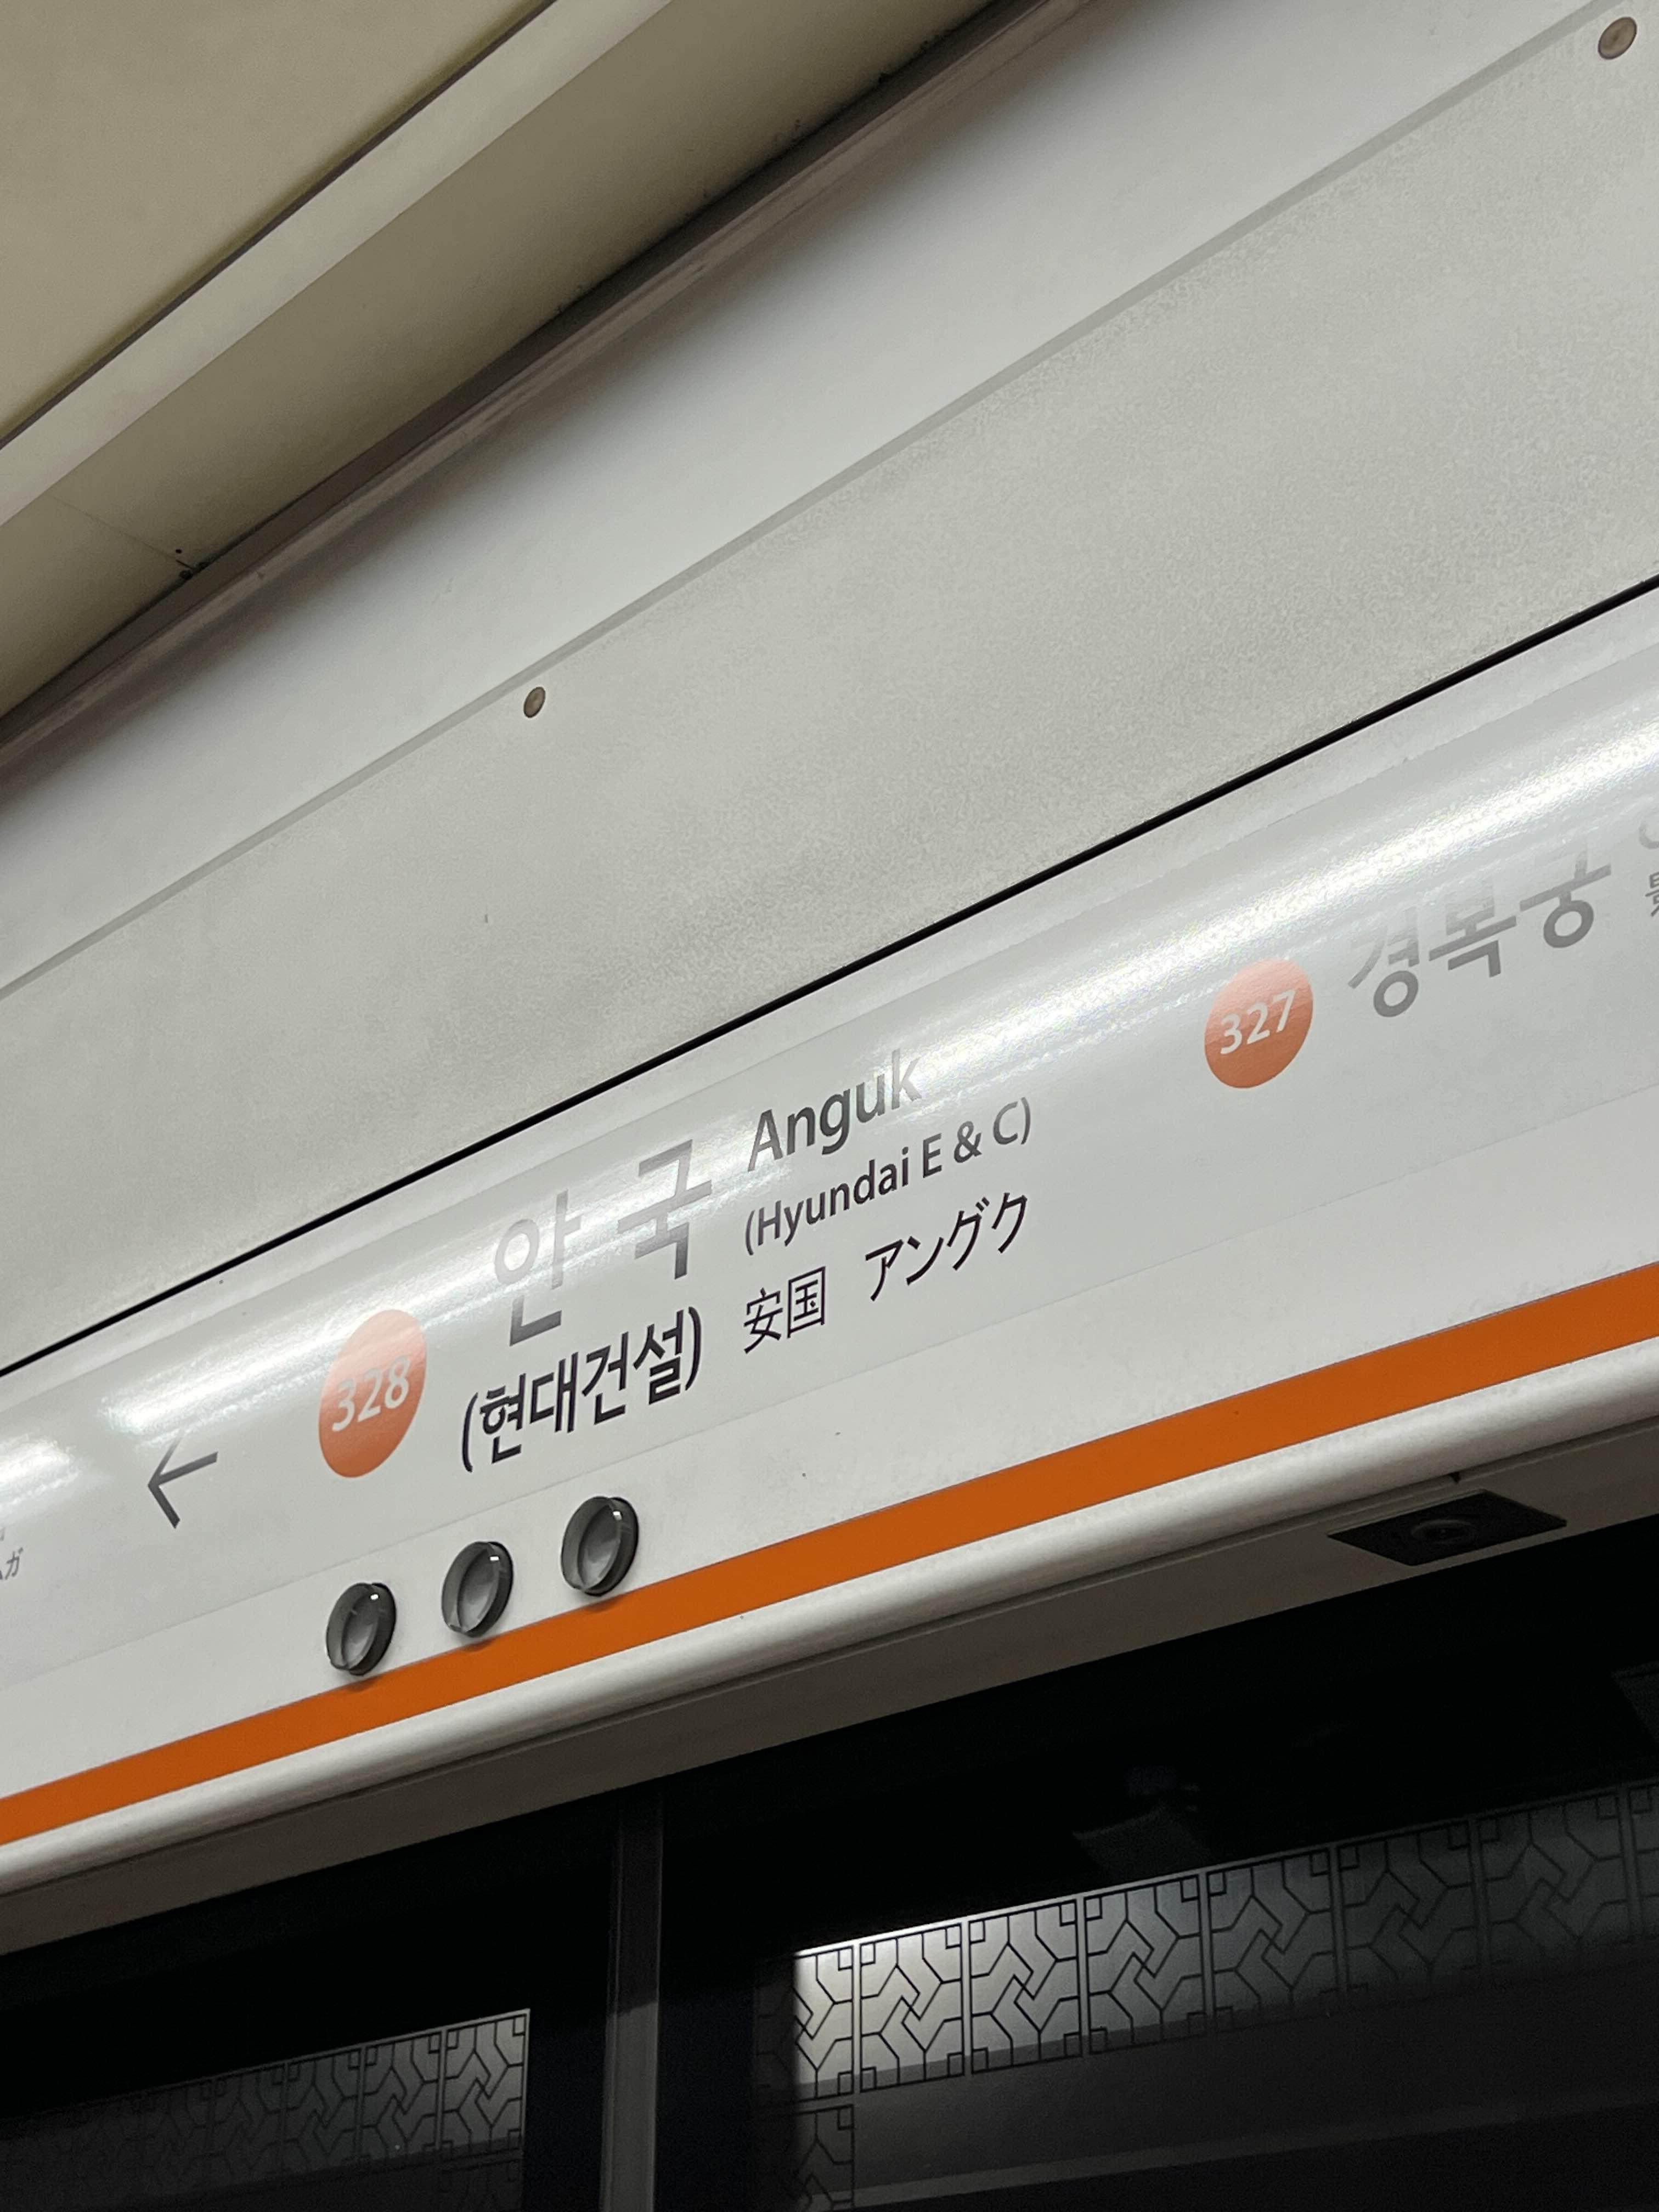 ←
328
안국
(현대건설)
Anguk
(Hyundai E & C)
安国 アングク
327
경복궁